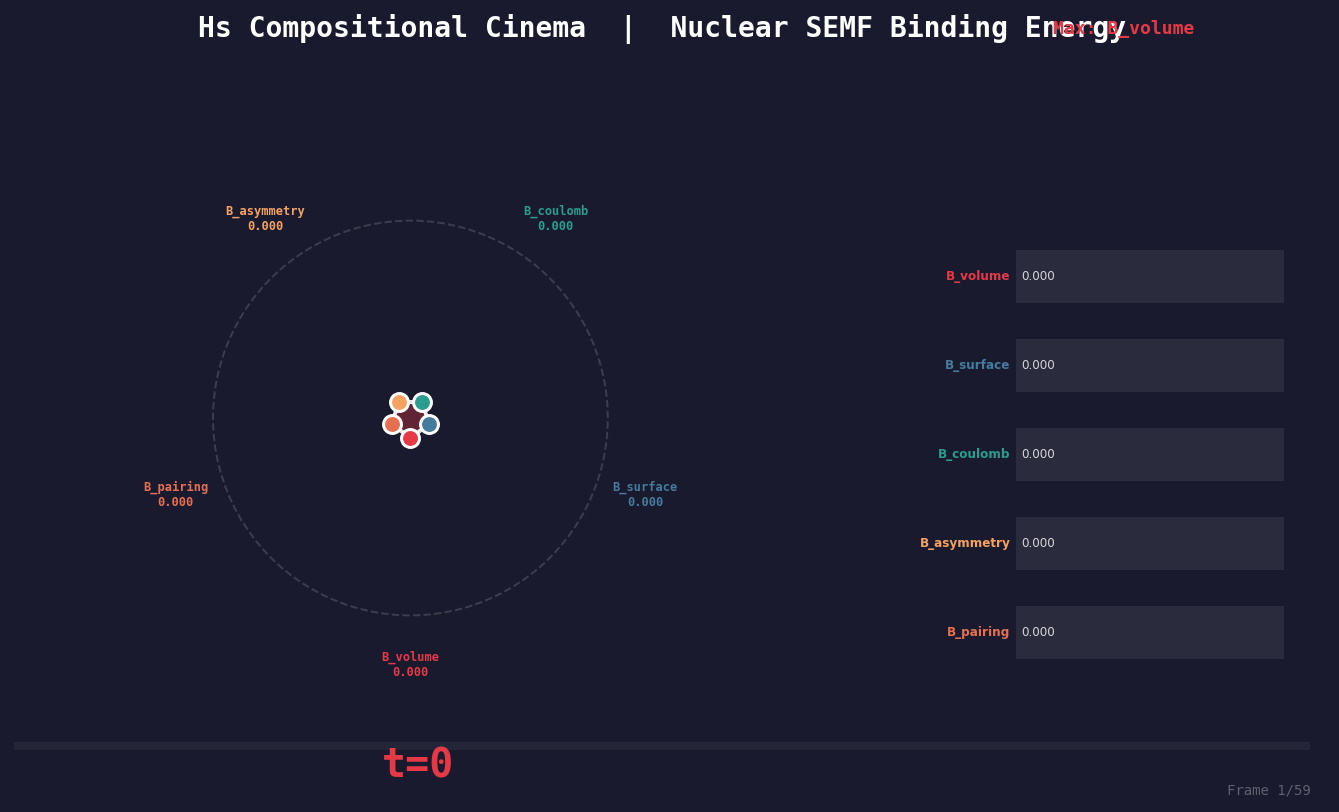 Hs Compositional Cinema | Nuclear SEMF Binding Energy
Max: B_volume
B_asymmetry
0.000
B_coulomb
0.000
B_pairing
0.000
B_surface
0.000
B_volume
0.000
B_volume 0.000
B_surface 0.000
B_coulomb 0.000
B_asymmetry 0.000
B_pairing 0.000
t=0
Frame 1/59